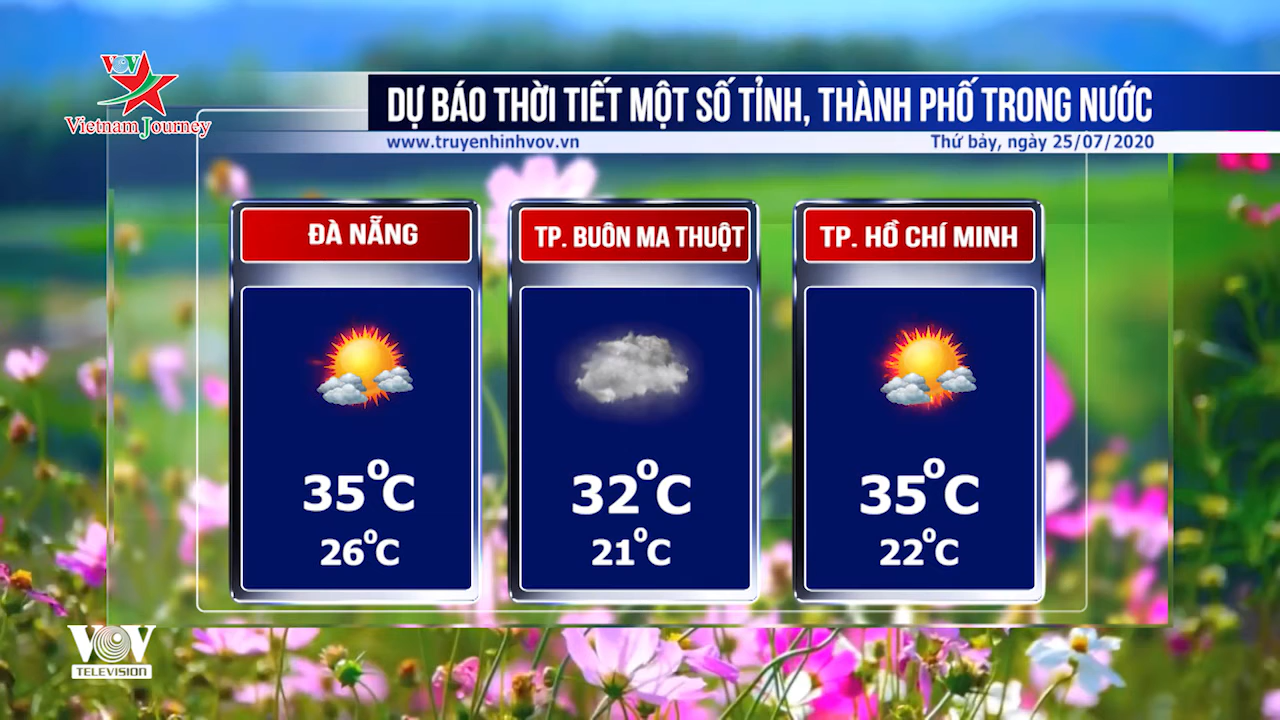 VOV
Vietnam Journey
DỰ BÁO THỜI TIẾT MỘT SỐ TỈNH, THÀNH PHỐ TRONG NƯỚC
www.truyenhinhvov.vn
Thứ bảy, ngày 25/07/2020
ĐÀ NẴNG
TP. BUÔN MA THUỘT
TP. HỒ CHÍ MINH
35°C
32°C
35°C
26°C
21°C
22°C
VOV
TELEVISION